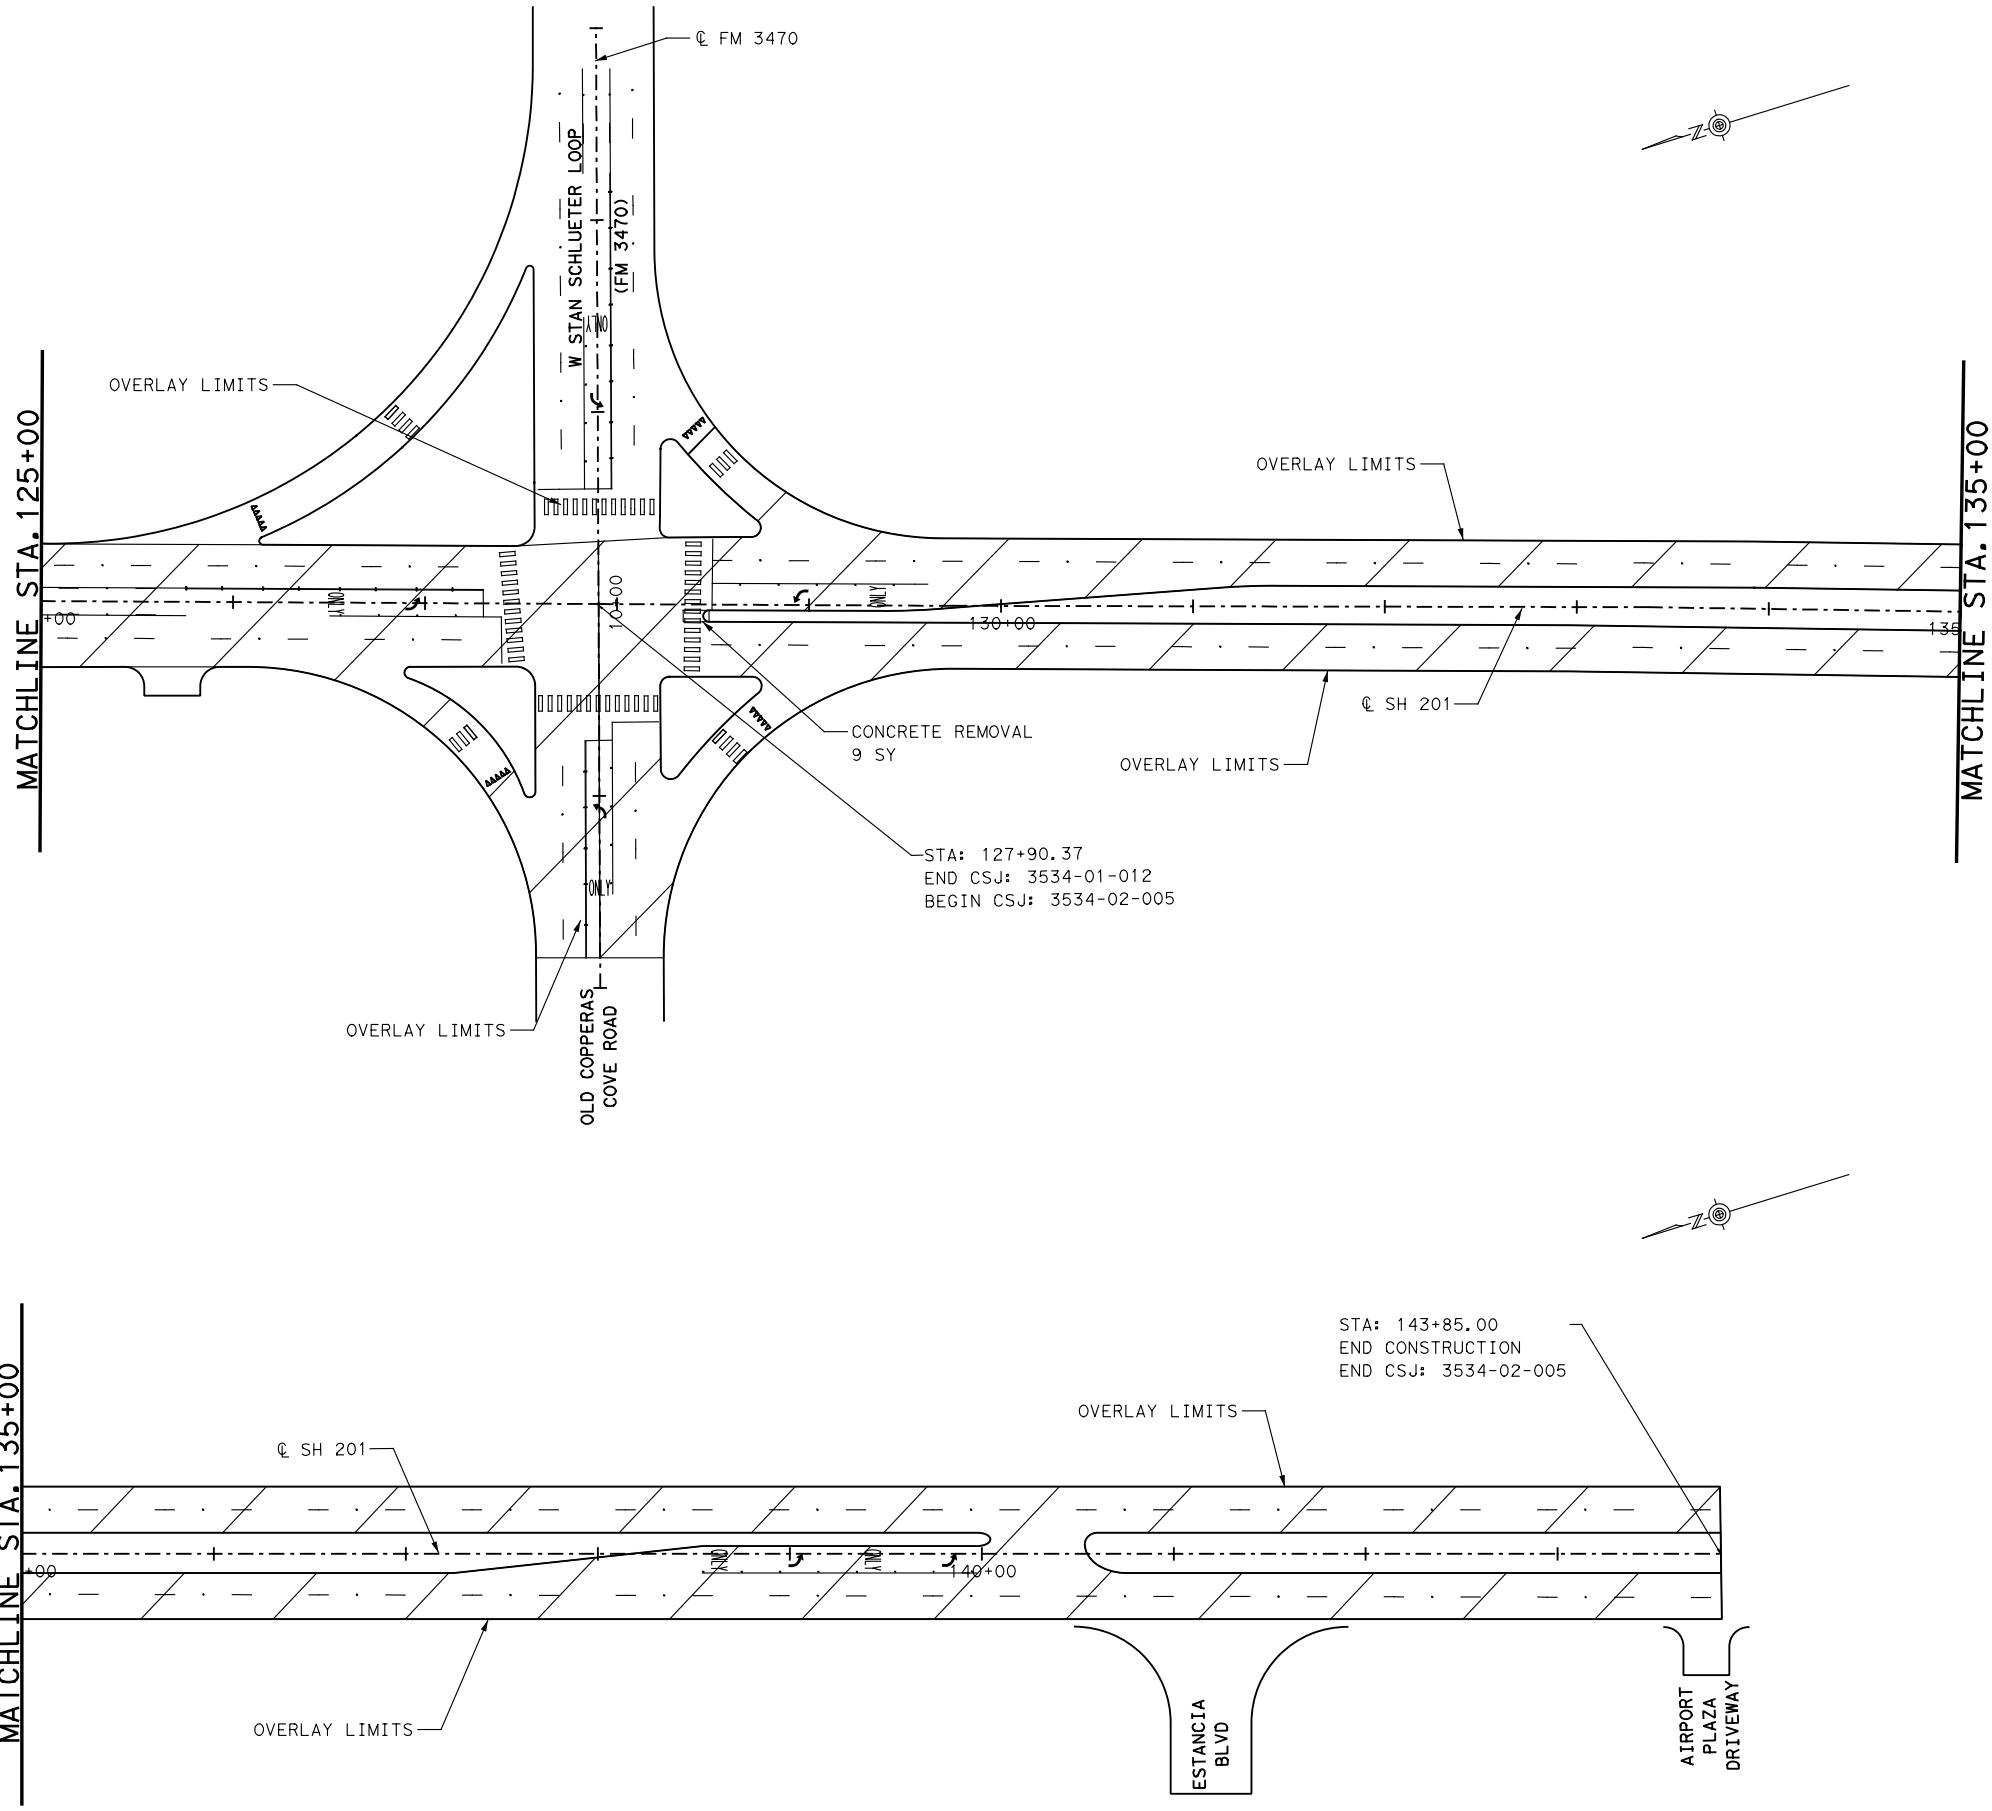 ℄ FM 3470
W STAN SCHLUETER LOOP
(FM 3470)
ONLY
OVERLAY LIMITS
MATCHLINE STA. 125+00
OVERLAY LIMITS
MATCHLINE STA. 135+00
+00
ONLY
10+00
ONLY
130+00
135
℄ SH 201
CONCRETE REMOVAL
9 SY
OVERLAY LIMITS
STA: 127+90.37
END CSJ: 3534-01-012
BEGIN CSJ: 3534-02-005
ONLY
OVERLAY LIMITS
OLD COPPERAS
COVE ROAD
N
N
STA: 143+85.00
END CONSTRUCTION
END CSJ: 3534-02-005
OVERLAY LIMITS
℄ SH 201
MATCHLINE STA. 135+00
+00
ONLY
ONLY
140+00
OVERLAY LIMITS
ESTANCIA
BLVD
AIRPORT
PLAZA
DRIVEWAY